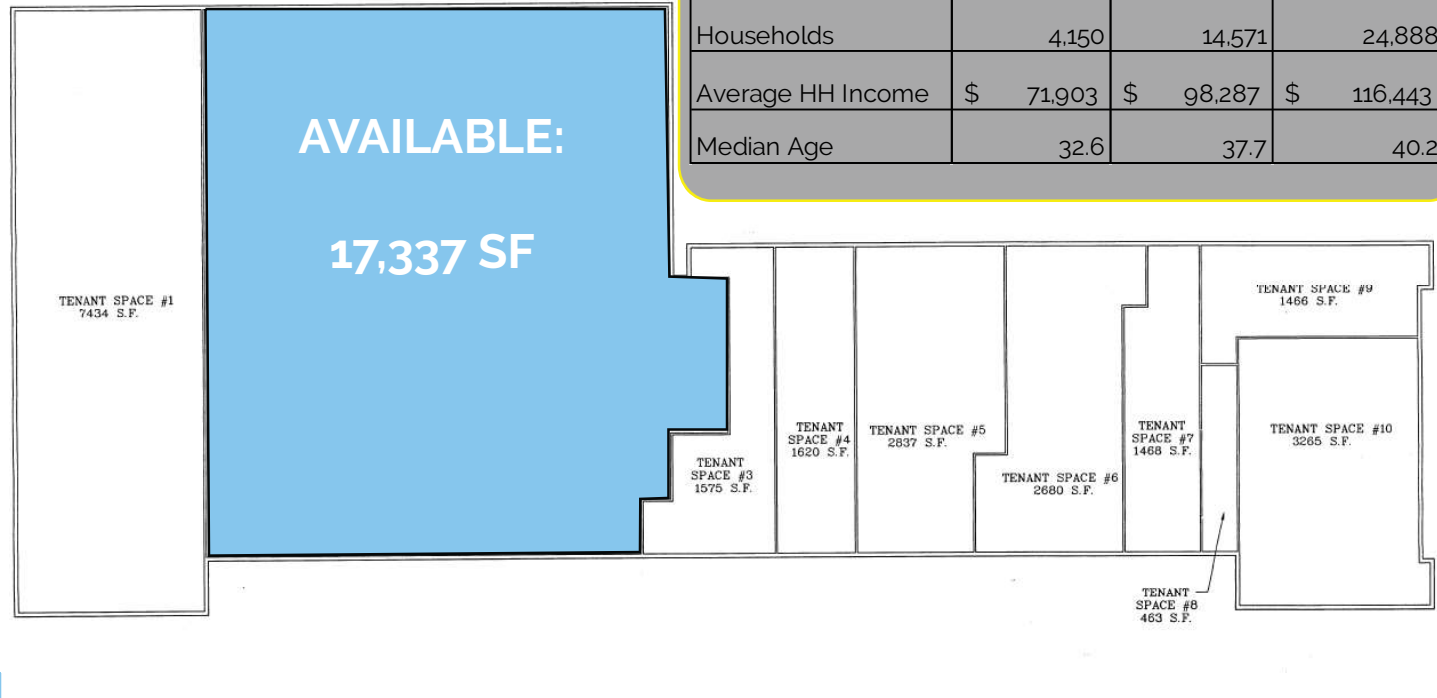 Households 4,150 14,571 24,888
Average HH Income $ 71,903 $ 98,287 $ 116,443
Median Age 32.6 37.7 40.2
AVAILABLE:
17,337 SF
TENANT SPACE #1
7434 S.F.
TENANT
SPACE #3
1575 S.F.
TENANT
SPACE #4
1620 S.F.
TENANT SPACE #5
2837 S.F.
TENANT SPACE #6
2680 S.F.
TENANT
SPACE #7
1468 S.F.
TENANT
SPACE #8
463 S.F.
TENANT SPACE #9
1466 S.F.
TENANT SPACE #10
3265 S.F.